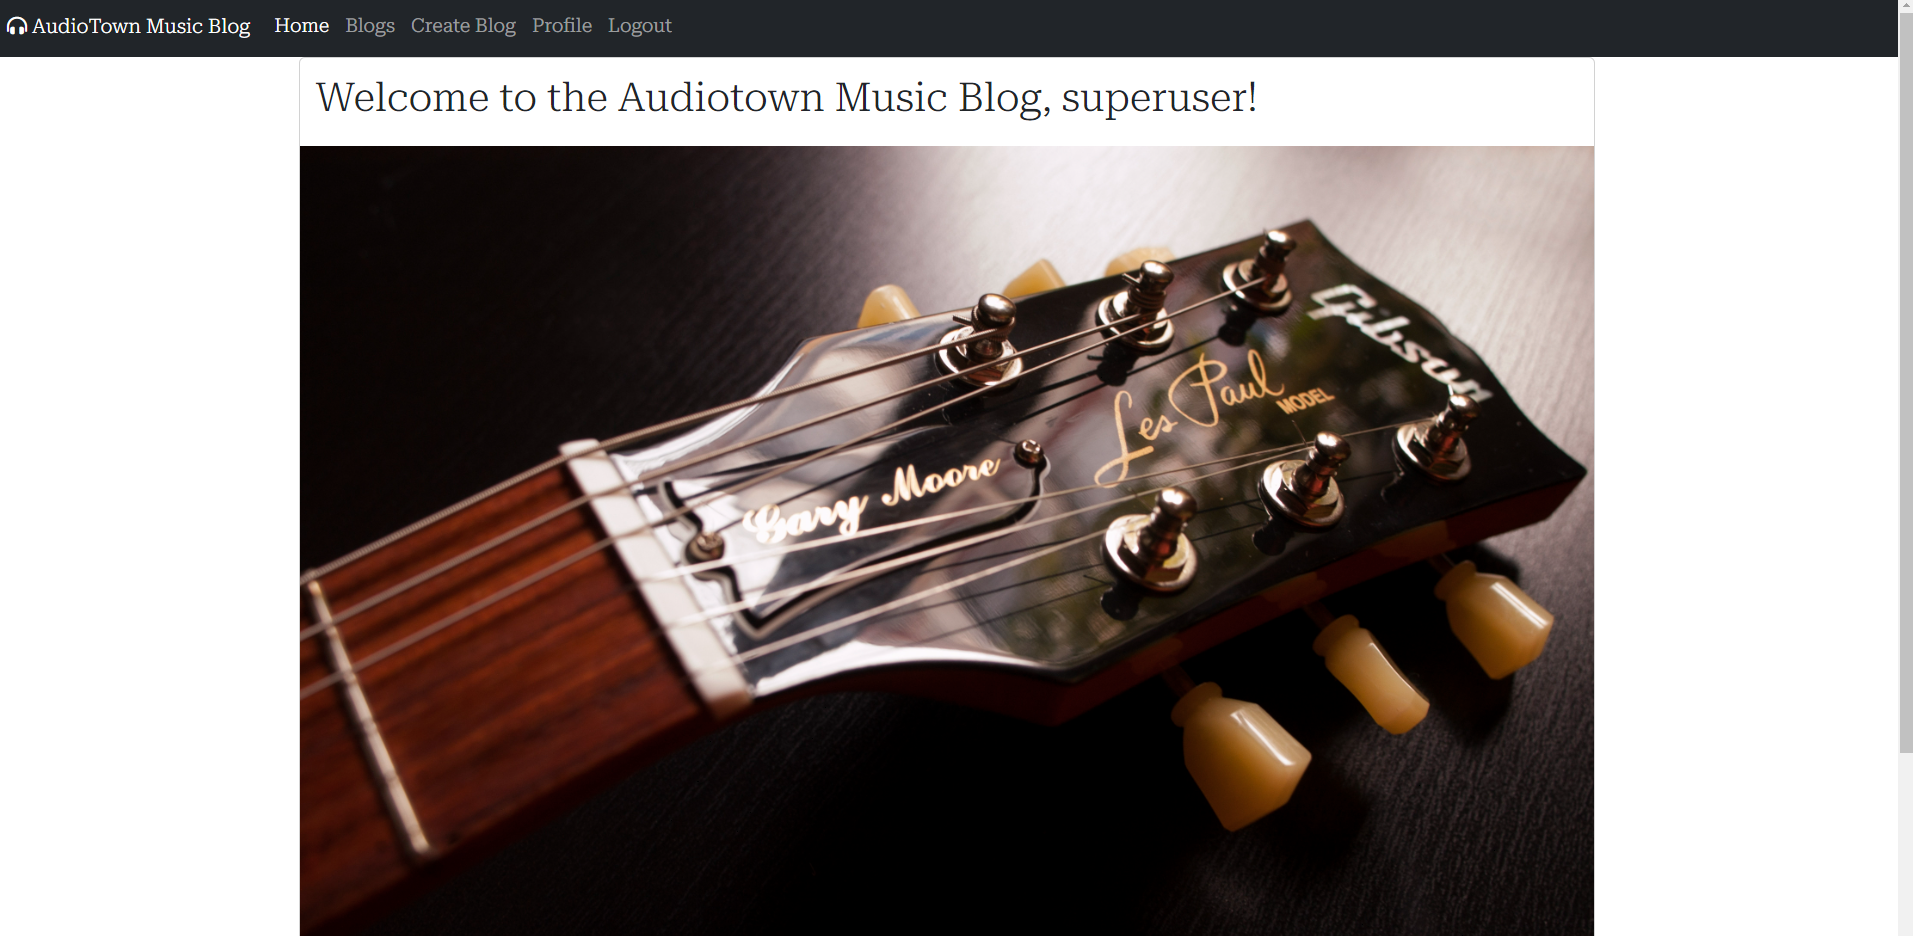 AudioTown Music Blog Home Blogs Create Blog Profile Logout
Welcome to the Audiotown Music Blog, superuser!
Gibson
Les Paul
MODEL
Gary Moore